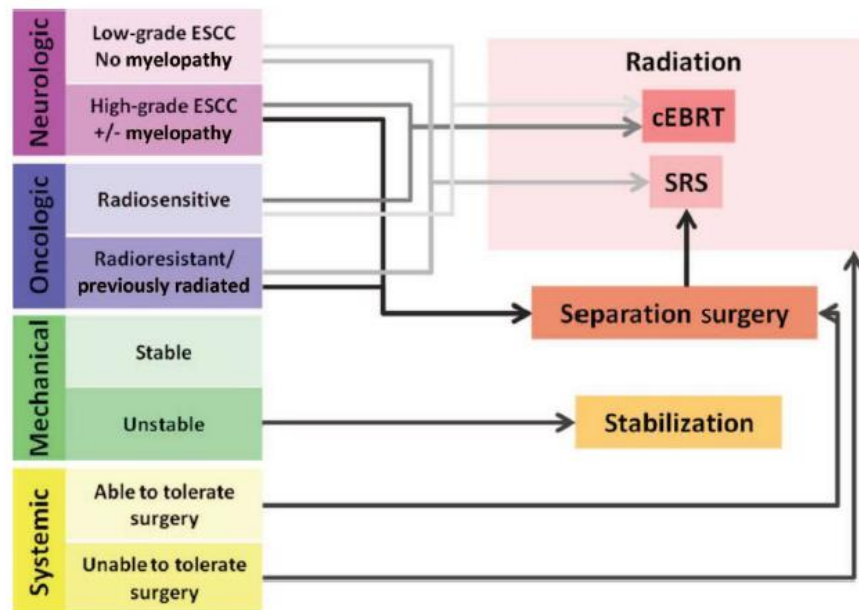 Neurologic
Low-grade ESCC
No myelopathy
High-grade ESCC
+/- myelopathy
Oncologic
Radiosensitive
Radioresistant/
previously radiated
Mechanical
Stable
Unstable
Systemic
Able to tolerate
surgery
Unable to tolerate
surgery
Radiation
cEBRT
SRS
Separation surgery
Stabilization